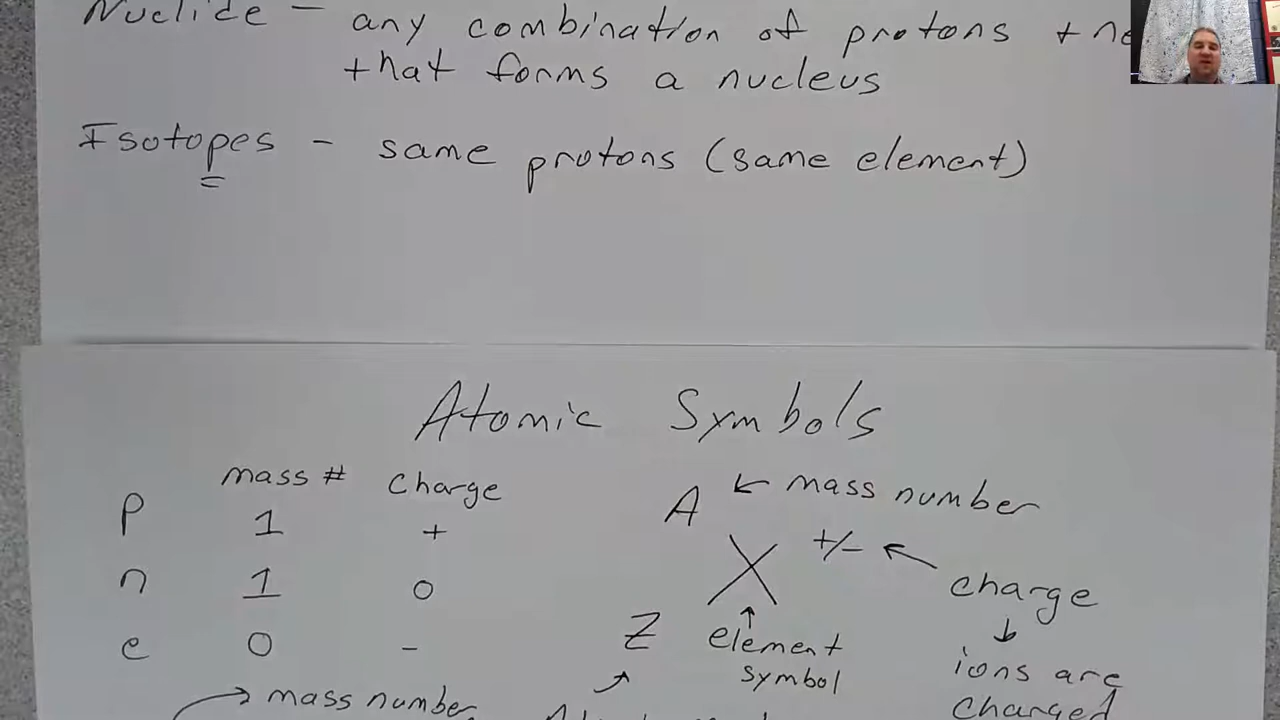 Nuclide - any combination of protons + ne
that forms a nucleus
Isotopes - same protons (same element)
Atomic Symbols
mass # charge
p 1 +
n 1 0
e 0 -
A ← mass number
X +/- ← charge
Z element symbol
↓
ions are
charged
→ mass number